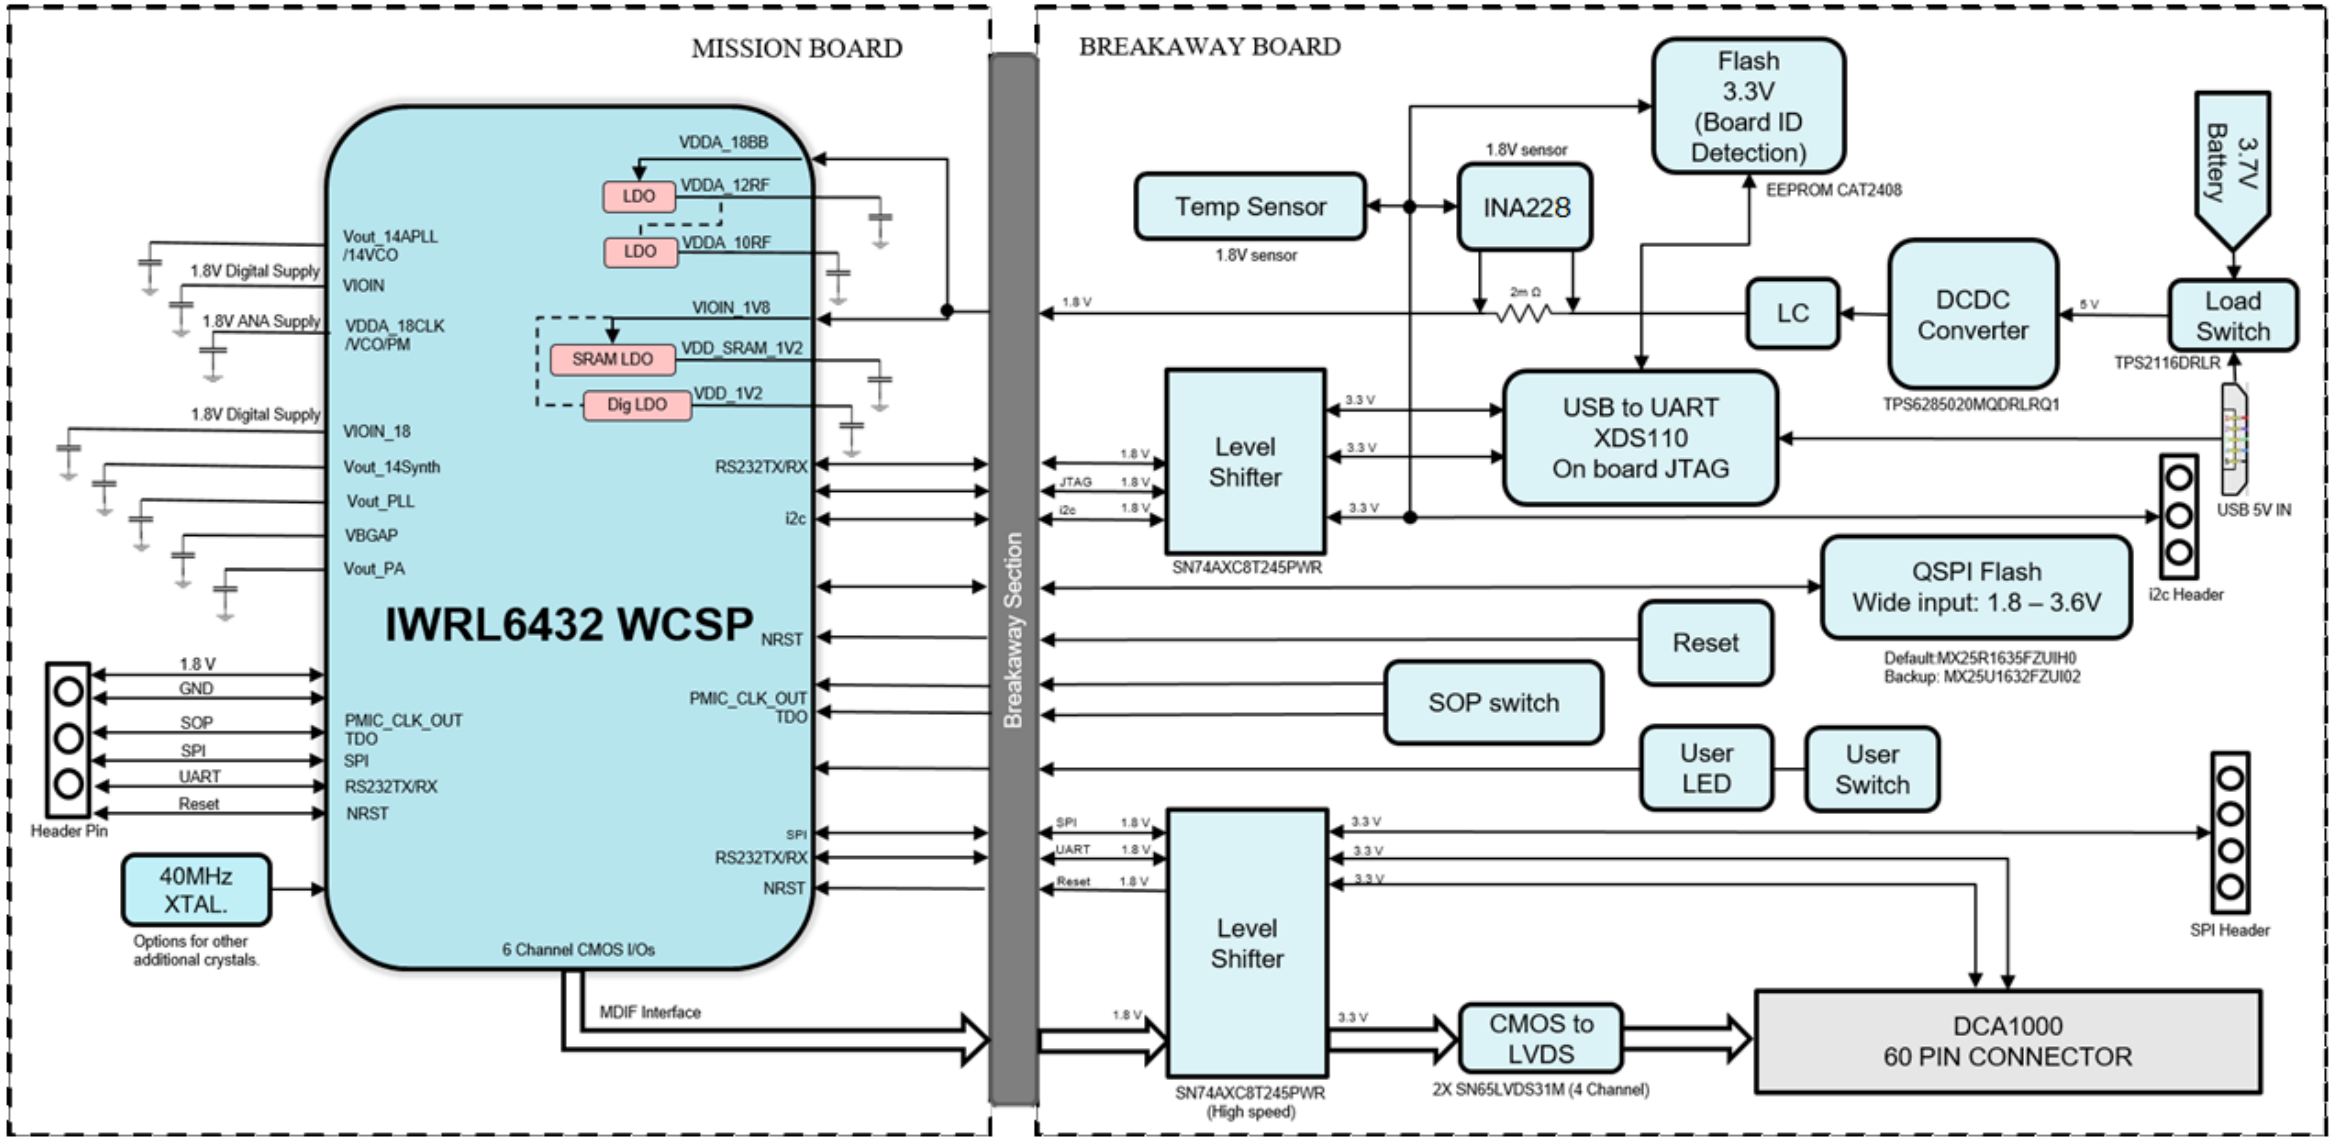 MISSION BOARD
VDDA_18BB
LDO
VDDA_12RF
LDO
VDDA_10RF
Vout_14APLL
/14VCO
1.8V Digital Supply
VIOIN
1.8V ANA Supply
VDDA_18CLK
/VCO/PM
VIOIN_1V8
SRAM LDO
VDD_SRAM_1V2
Dig LDO
VDD_1V2
1.8V Digital Supply
VIOIN_18
Vout_14Synth
Vout_PLL
VBGAP
Vout_PA
RS232TX/RX
i2c
IWRL6432 WCSP
NRST
PMIC_CLK_OUT
TDO
1.8 V
GND
SOP
SPI
UART
Reset
Header Pin
PMIC_CLK_OUT
TDO
SPI
RS232TX/RX
NRST
SPI
RS232TX/RX
NRST
40MHz
XTAL.
Options for other
additional crystals.
6 Channel CMOS I/Os
MDIF Interface
Breakaway Section
BREAKAWAY BOARD
Flash
3.3V
(Board ID
Detection)
EEPROM CAT2408
3.7V
Battery
Temp Sensor
1.8V sensor
1.8V sensor
INA228
1.8 V
2m Ω
LC
DCDC
Converter
TPS6285020MQDRLRQ1
5 V
Load
Switch
TPS2116DRLR
USB 5V IN
Level
Shifter
SN74AXC8T245PWR
3.3 V
3.3 V
3.3 V
1.8 V
JTAG 1.8 V
i2c 1.8 V
USB to UART
XDS110
On board JTAG
i2c Header
QSPI Flash
Wide input: 1.8 – 3.6V
Default:MX25R1635FZUIH0
Backup: MX25U1632FZUI02
Reset
SOP switch
User
LED
User
Switch
SPI 1.8 V
UART 1.8 V
Reset 1.8 V
3.3 V
3.3 V
3.3 V
SPI Header
Level
Shifter
1.8 V
3.3 V
SN74AXC8T245PWR
(High speed)
CMOS to
LVDS
2X SN65LVDS31M (4 Channel)
DCA1000
60 PIN CONNECTOR